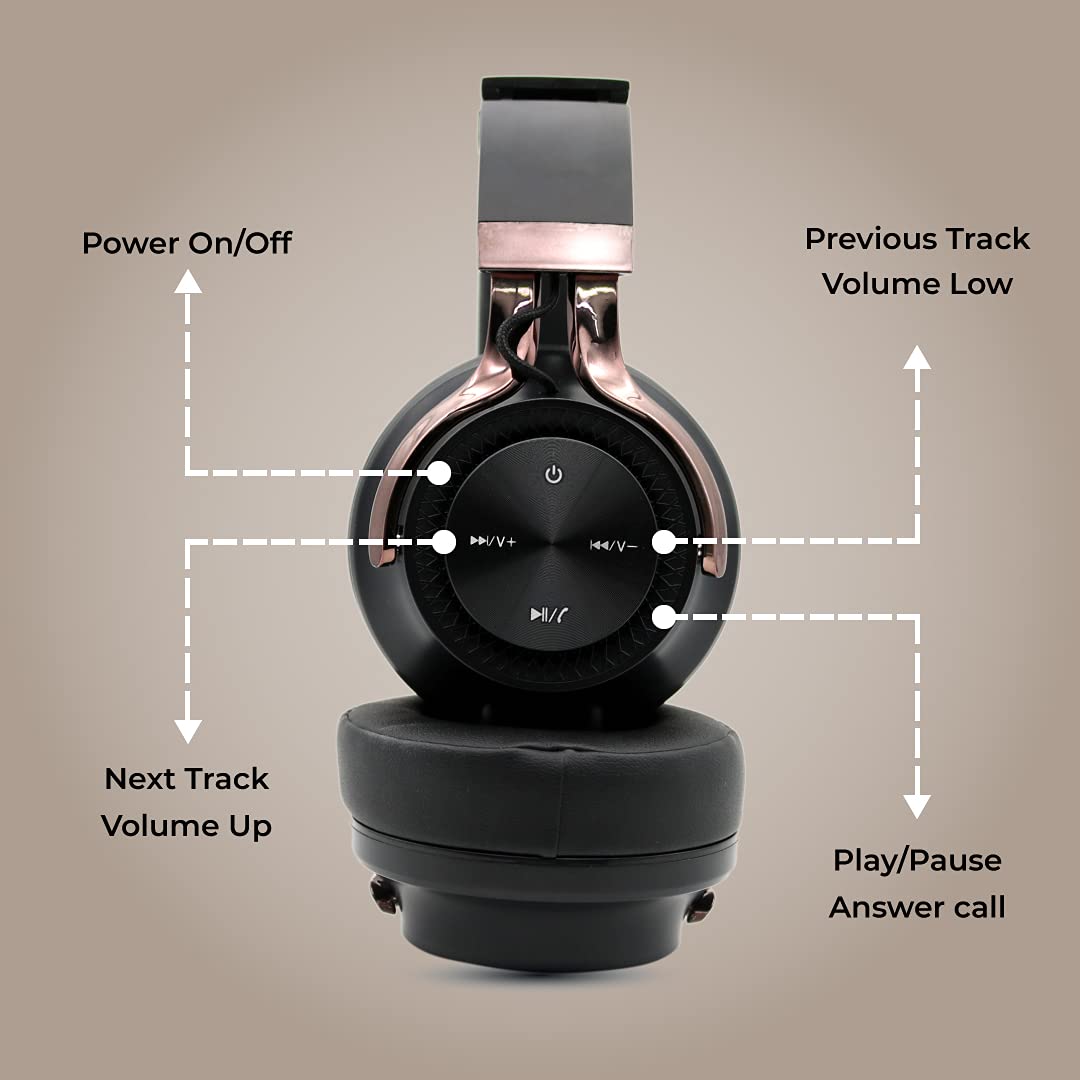 Power On/Off
Previous Track
Volume Low
V+
V–
Next Track
Volume Up
Play/Pause
Answer call